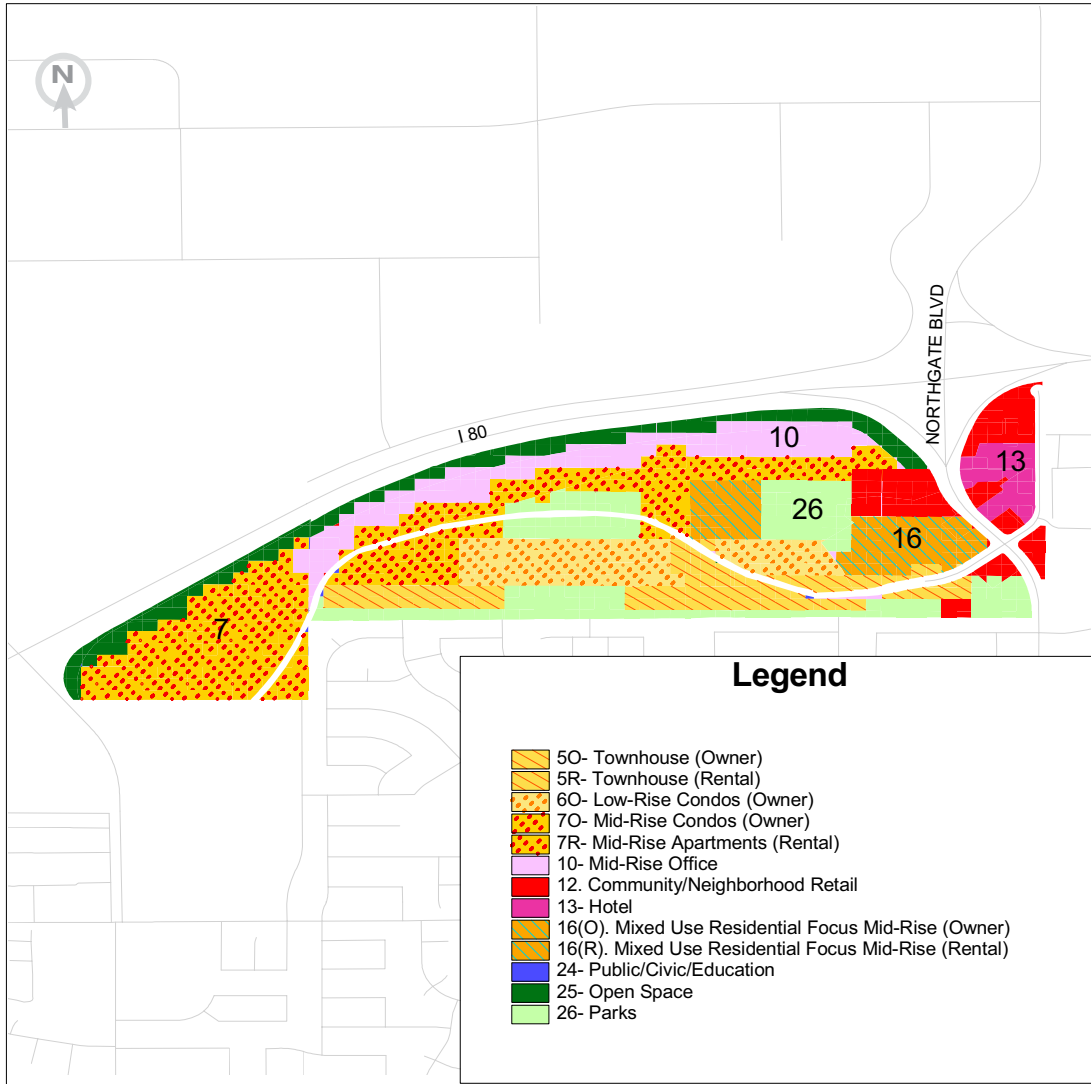 N
NORTHGATE BLVD
I 80
10
13
26
16
7
Legend
5O- Townhouse (Owner)
5R- Townhouse (Rental)
6O- Low-Rise Condos (Owner)
7O- Mid-Rise Condos (Owner)
7R- Mid-Rise Apartments (Rental)
10- Mid-Rise Office
12. Community/Neighborhood Retail
13- Hotel
16(O). Mixed Use Residential Focus Mid-Rise (Owner)
16(R). Mixed Use Residential Focus Mid-Rise (Rental)
24- Public/Civic/Education
25- Open Space
26- Parks